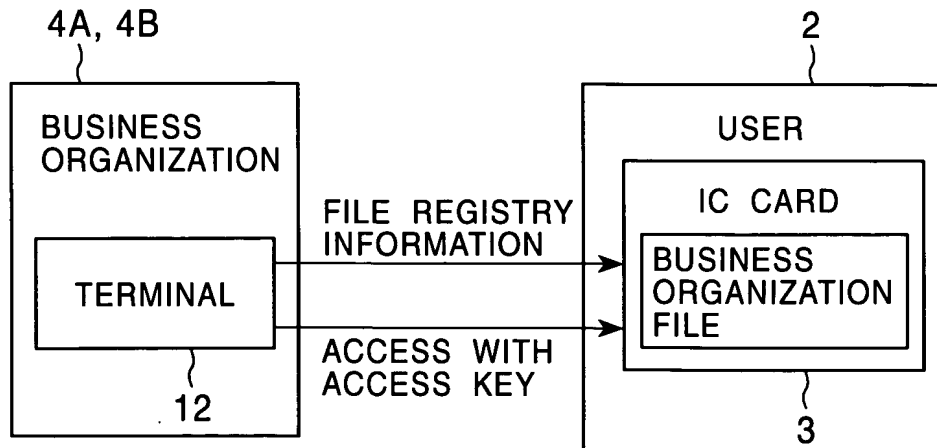 4A, 4B
2
BUSINESS
ORGANIZATION
USER
IC CARD
FILE REGISTRY
INFORMATION
TERMINAL
BUSINESS
ORGANIZATION
FILE
ACCESS WITH
ACCESS KEY
12
3